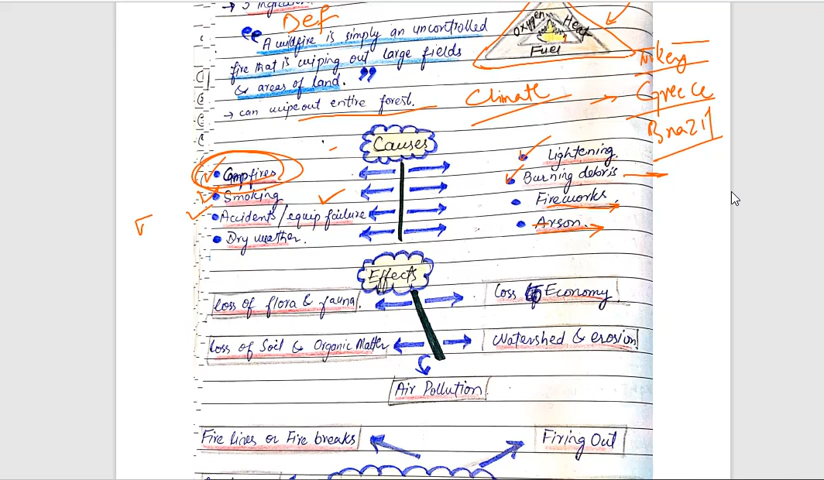 Def
A wildfire is simply an uncontrolled
fire that is wiping out large fields
& areas of land.
→ can wipeout entire forest.
Oxygen
Heat
Fuel
Climate → Greece
Brazil
Causes
Campfires
Smoking
Accidents / equip failure
Dry weather.
Lightening.
Burning debris
Fireworks
Arson.
Effects
Loss of flora & fauna.
Loss of Economy
Loss of Soil & Organic Matter
Watershed & erosion
Air Pollution
Fire lines or Fire breaks
Firing Out